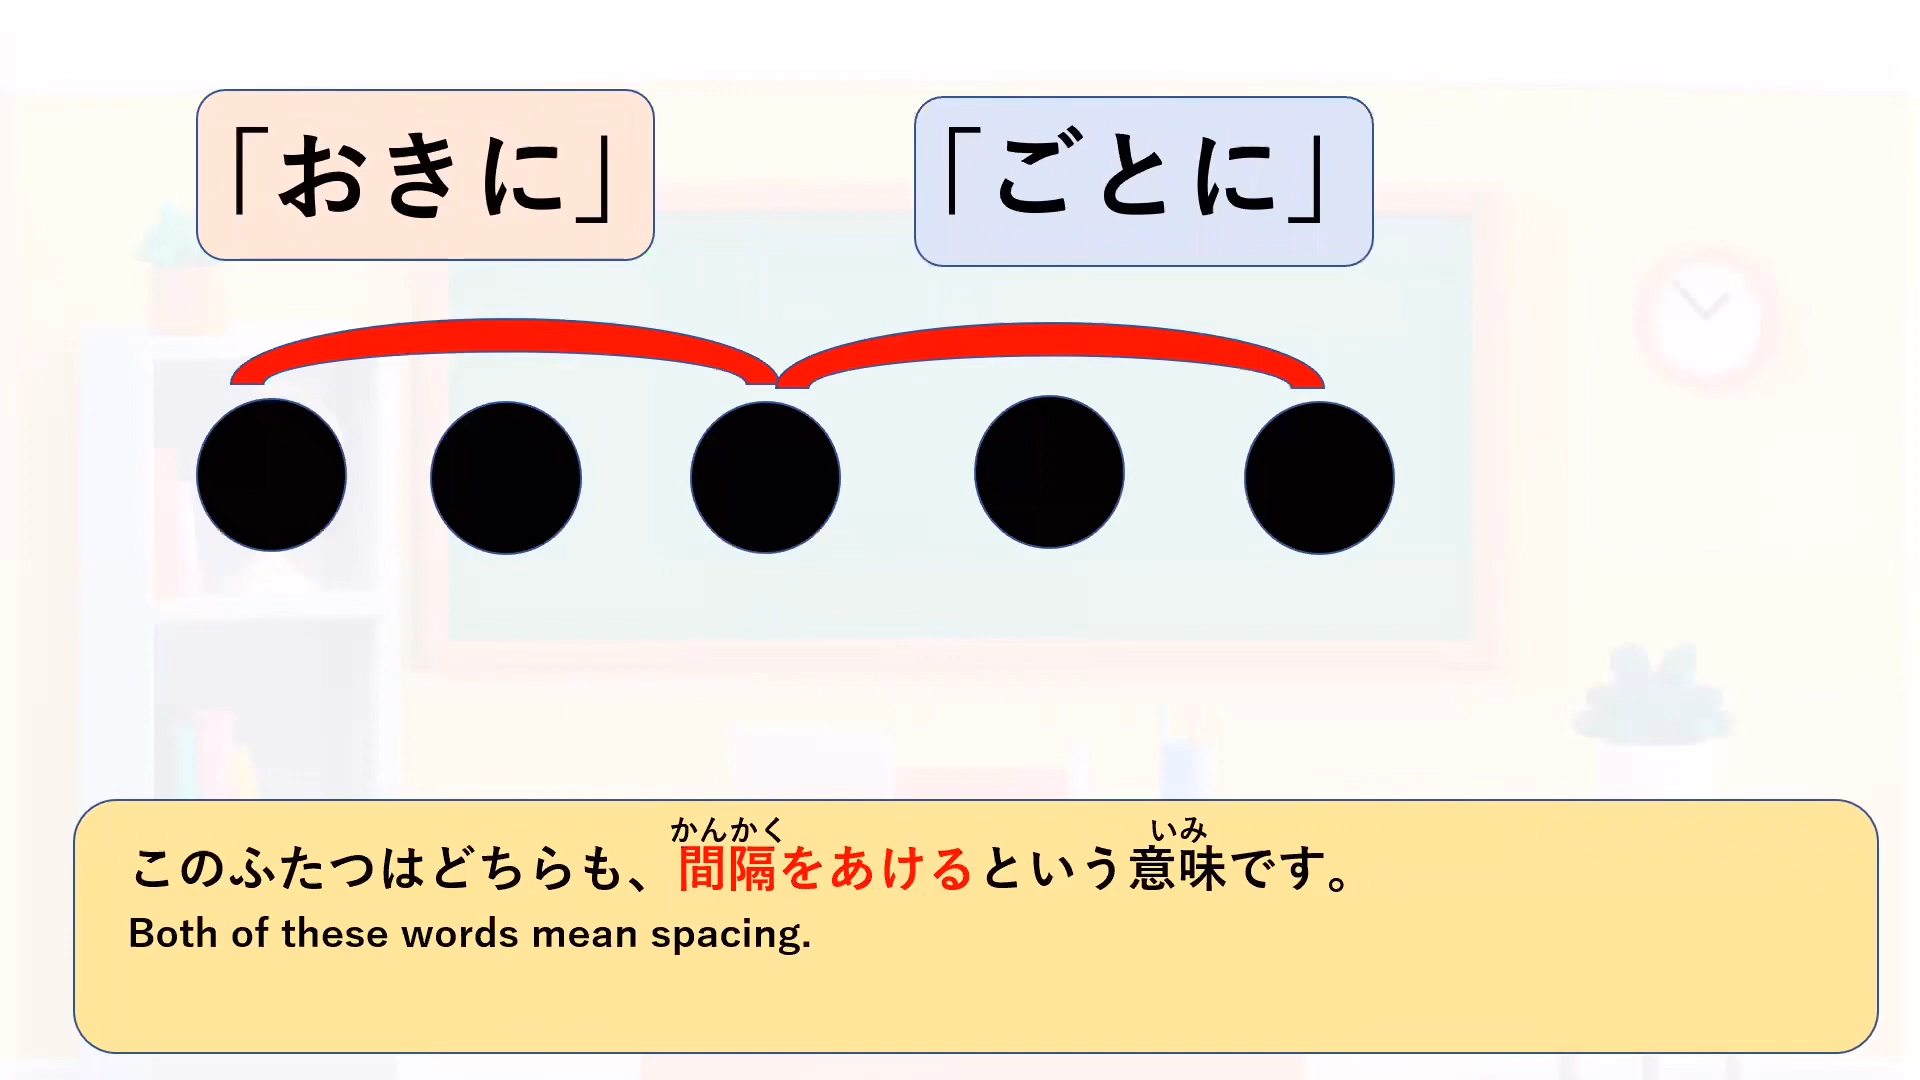 「おきに」
「ごとに」
かんかく いみ
このふたつはどちらも、間隔をあけるという意味です。
Both of these words mean spacing.